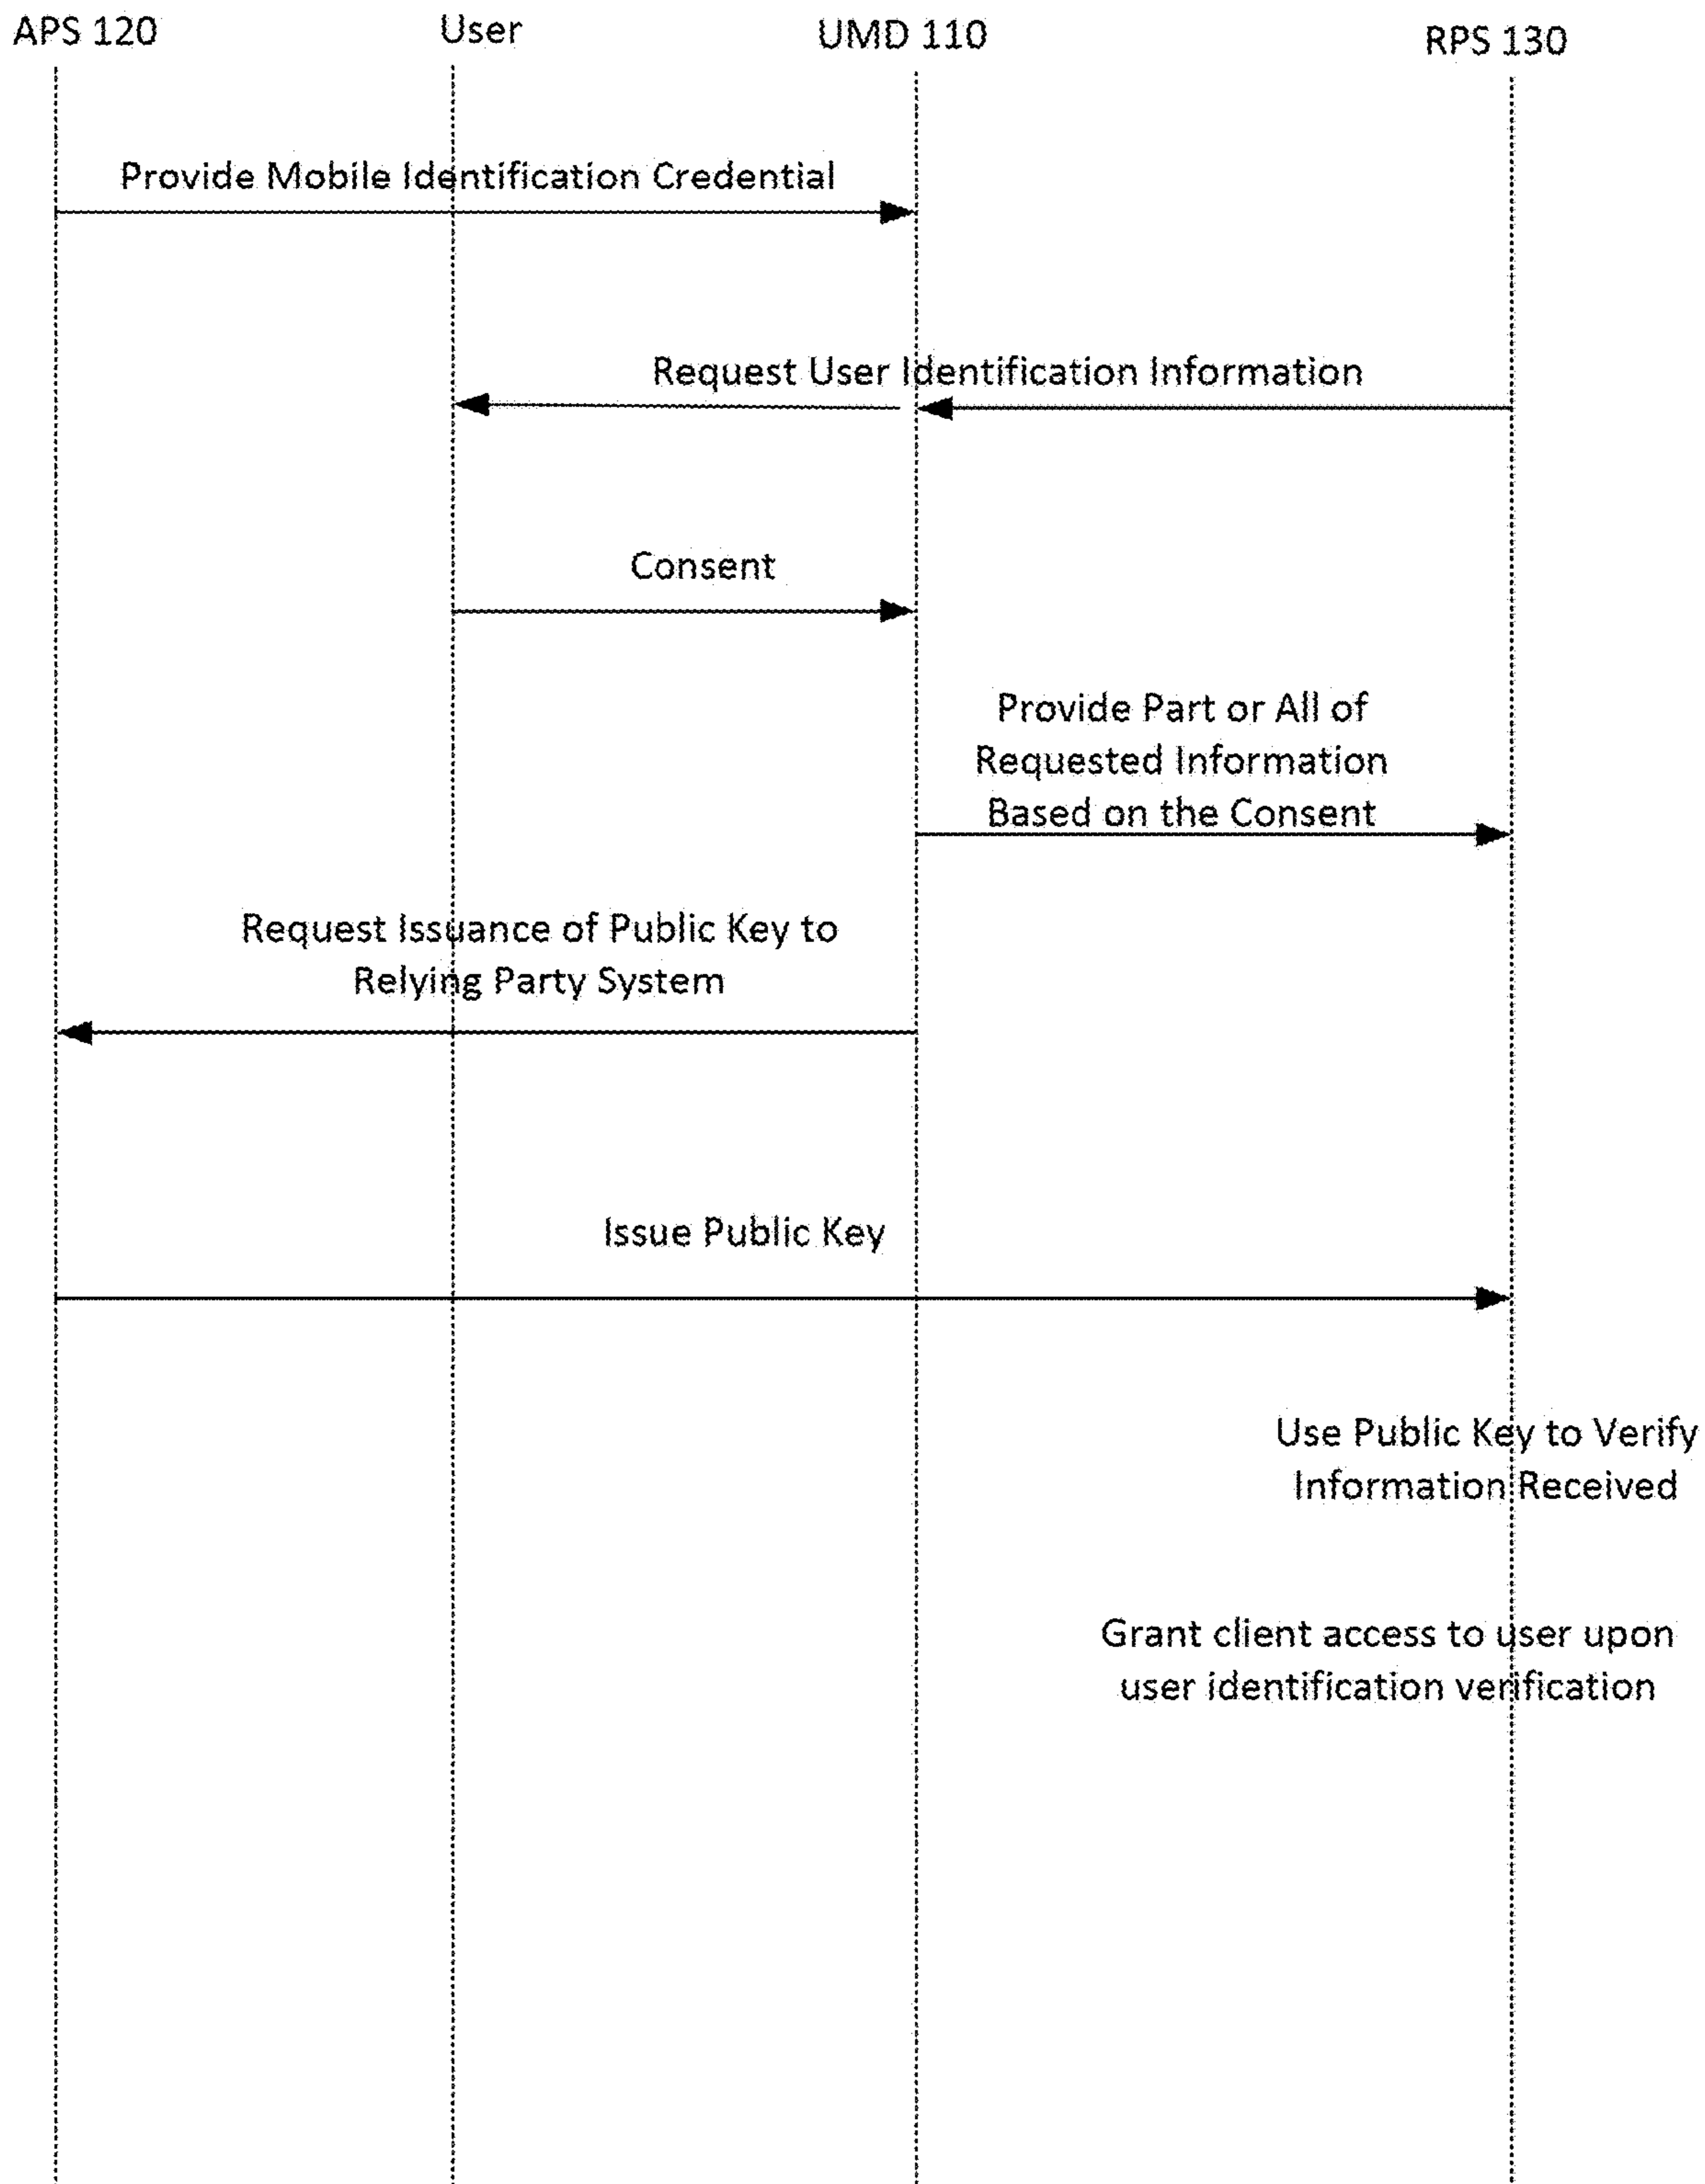 APS 120
User
UMD 110
RPS 130
Provide Mobile Identification Credential
Request User Identification Information
Consent
Provide Part or All of
Requested Information
Based on the Consent
Request Issuance of Public Key to
Relying Party System
Issue Public Key
Use Public Key to Verify
Information Received
Grant client access to user upon
user identification verification